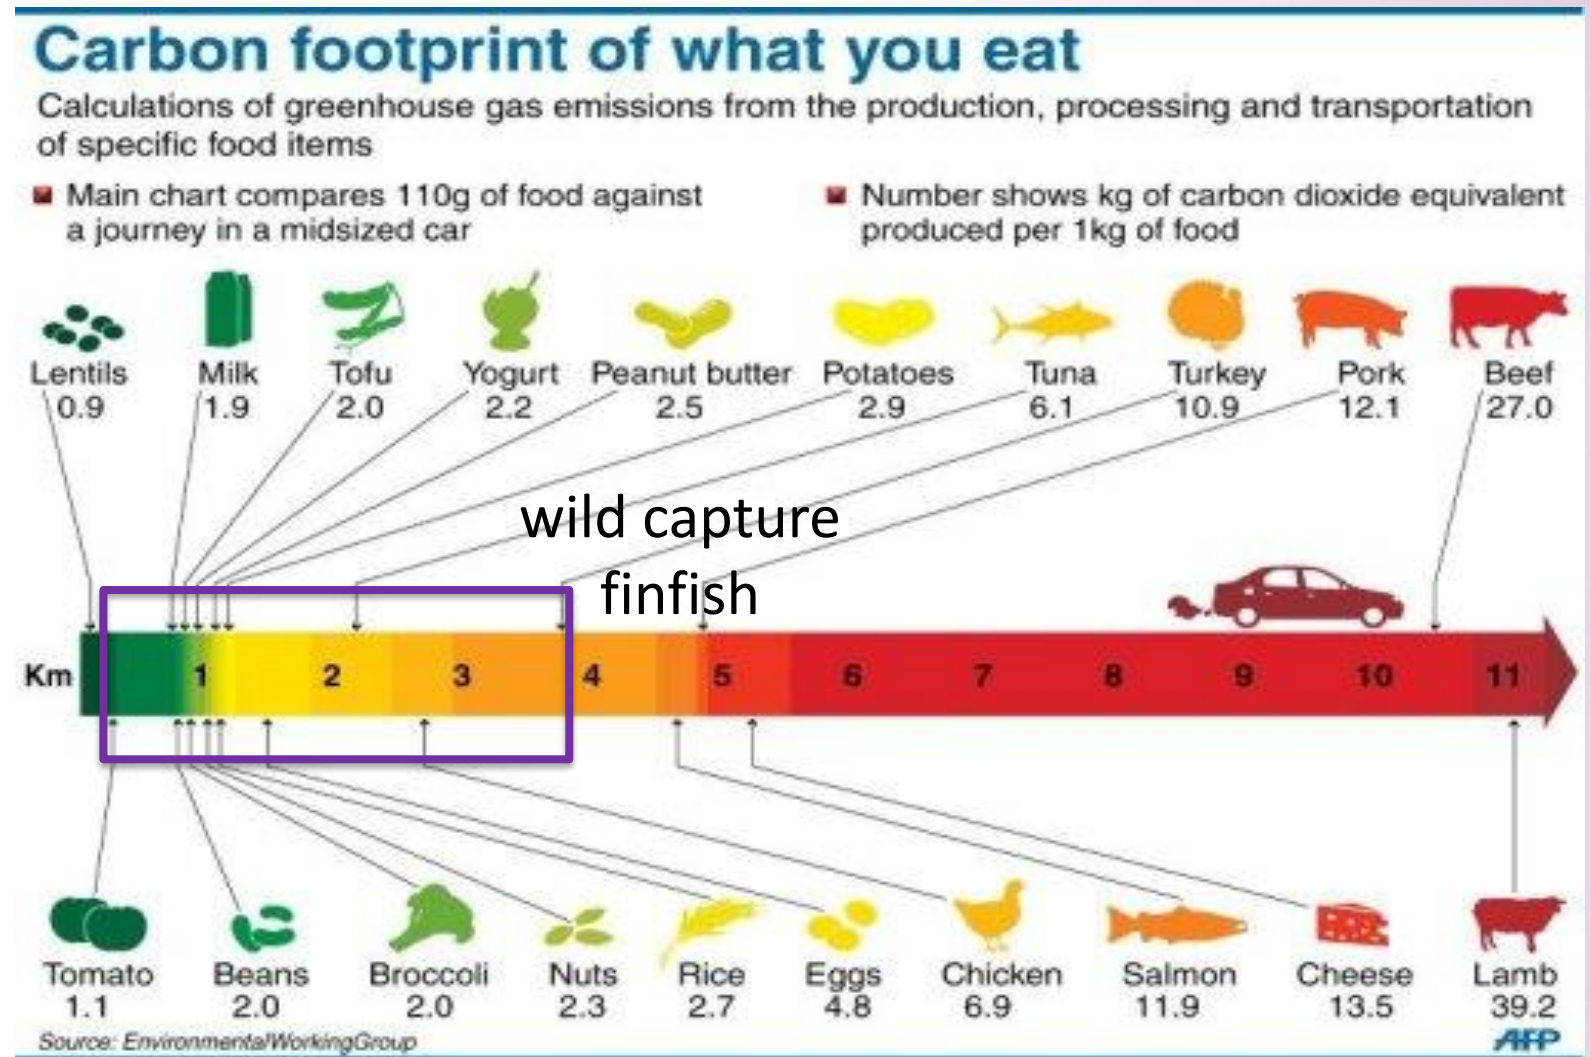 Carbon footprint of what you eat
Calculations of greenhouse gas emissions from the production, processing and transportation
of specific food items
Main chart compares 110g of food against
a journey in a midsized car
Number shows kg of carbon dioxide equivalent
produced per 1kg of food
Lentils Milk Tofu Yogurt Peanut butter Potatoes Tuna Turkey Pork Beef
0.9 1.9 2.0 2.2 2.5 2.9 6.1 10.9 12.1 27.0
wild capture
finfish
Km 1 2 3 4 5 6 7 8 9 10 11
Tomato Beans Broccoli Nuts Rice Eggs Chicken Salmon Cheese Lamb
1.1 2.0 2.0 2.3 2.7 4.8 6.9 11.9 13.5 39.2
Source: EnvironmentalWorkingGroup
AFP